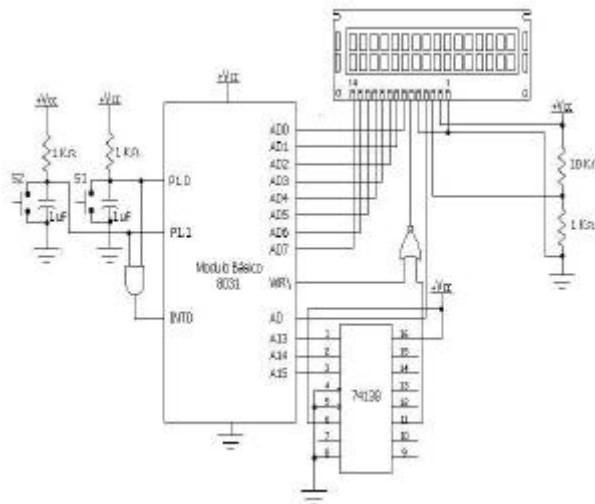 14
1
+Vcc
+Vcc
+Vcc
+Vcc
1 KΩ
1 KΩ
10 KΩ
1 KΩ
S2
S1
1uF
1uF
P1.0
P1.1
INT0
Modulo Básico
8031
AD0
AD1
AD2
AD3
AD4
AD5
AD6
AD7
WR\
A0
A13
A14
A15
+Vcc
1
2
3
4
5
6
7
8
74138
16
15
14
13
12
11
10
9